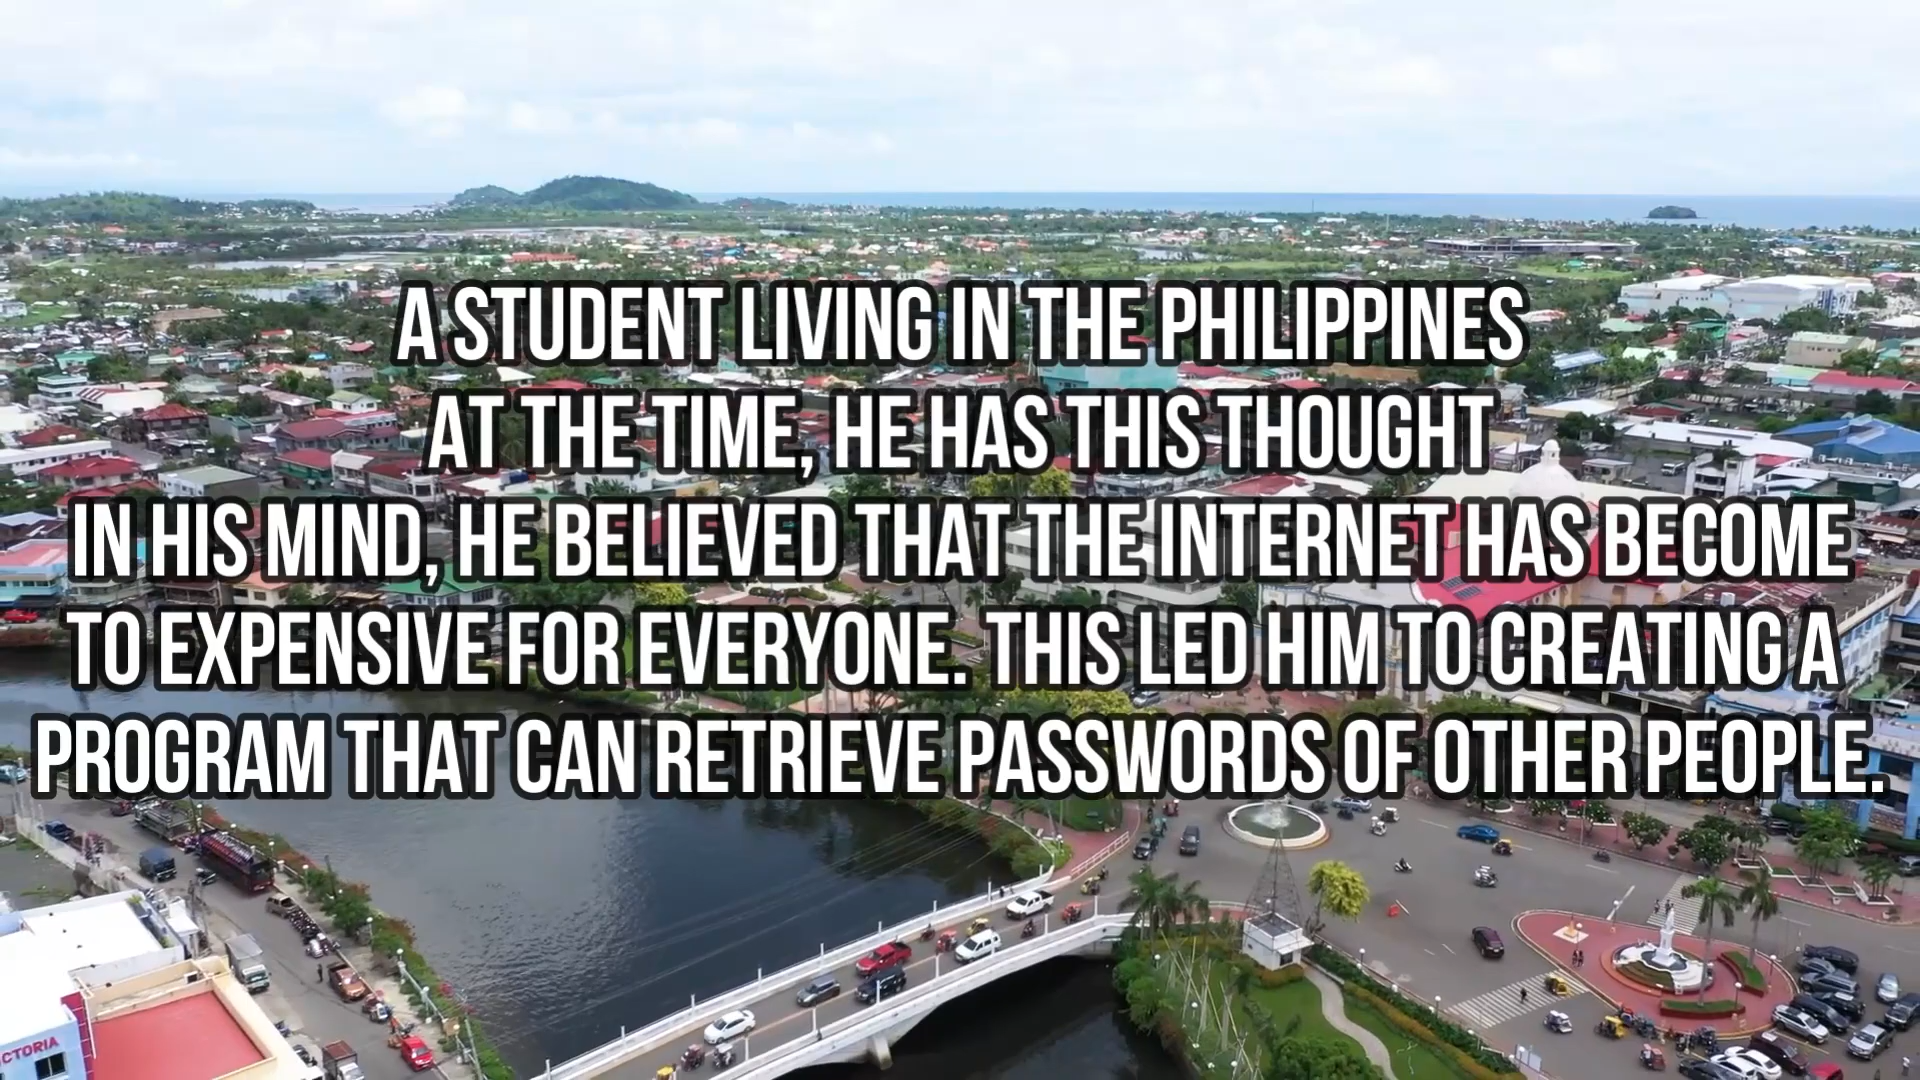 A STUDENT LIVING IN THE PHILIPPINES
AT THE TIME, HE HAS THIS THOUGHT
IN HIS MIND, HE BELIEVED THAT THE INTERNET HAS BECOME
TO EXPENSIVE FOR EVERYONE. THIS LED HIM TO CREATING A
PROGRAM THAT CAN RETRIEVE PASSWORDS OF OTHER PEOPLE.
CTORIA